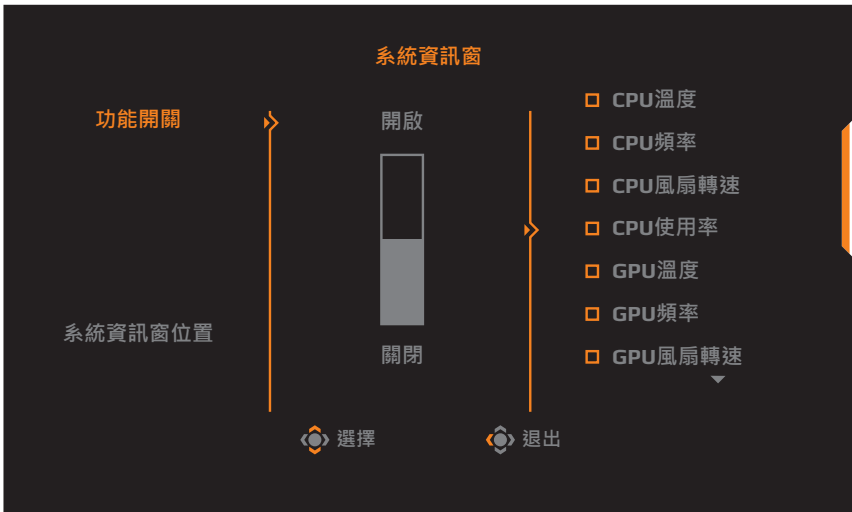 系統資訊窗
功能開關
系統資訊窗位置
開啟
關閉
CPU溫度
CPU頻率
CPU風扇轉速
CPU使用率
GPU溫度
GPU頻率
GPU風扇轉速
選擇
退出